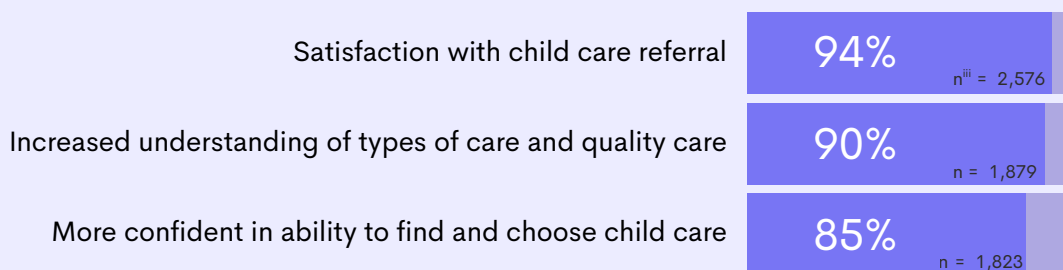 Satisfaction with child care referral
94%
nⁱⁱⁱ = 2,576
Increased understanding of types of care and quality care
90%
n = 1,879
More confident in ability to find and choose child care
85%
n = 1,823